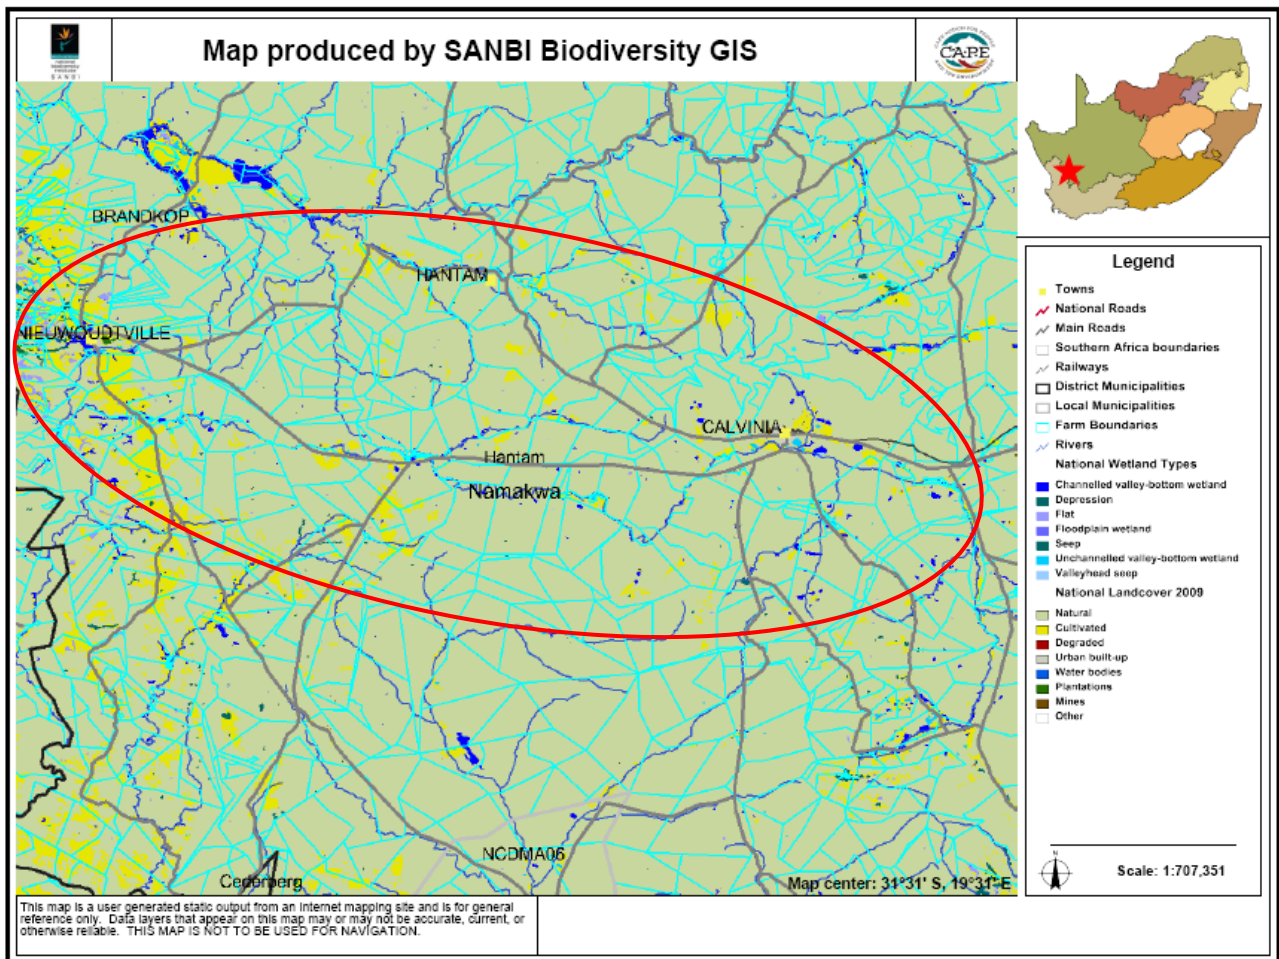 Map produced by SANBI Biodiversity GIS
SANBI
CAPE
BRANDKOP
HANTAM
NIEUWOUDTVILLE
CALVINIA
Hantam
Namakwa
NCDMA06
Cederberg
Map center: 31°31' S, 19°31' E
Legend
Towns
National Roads
Main Roads
Southern Africa boundaries
Railways
District Municipalities
Local Municipalities
Farm Boundaries
Rivers
National Wetland Types
Channelled valley-bottom wetland
Depression
Flat
Floodplain wetland
Seep
Unchannelled valley-bottom wetland
Valleyhead seep
National Landcover 2009
Natural
Cultivated
Degraded
Urban built-up
Water bodies
Plantations
Mines
Other
N
Scale: 1:707,351
This map is a user generated static output from an Internet mapping site and is for general
reference only. Data layers that appear on this map may or may not be accurate, current, or
otherwise reliable. THIS MAP IS NOT TO BE USED FOR NAVIGATION.